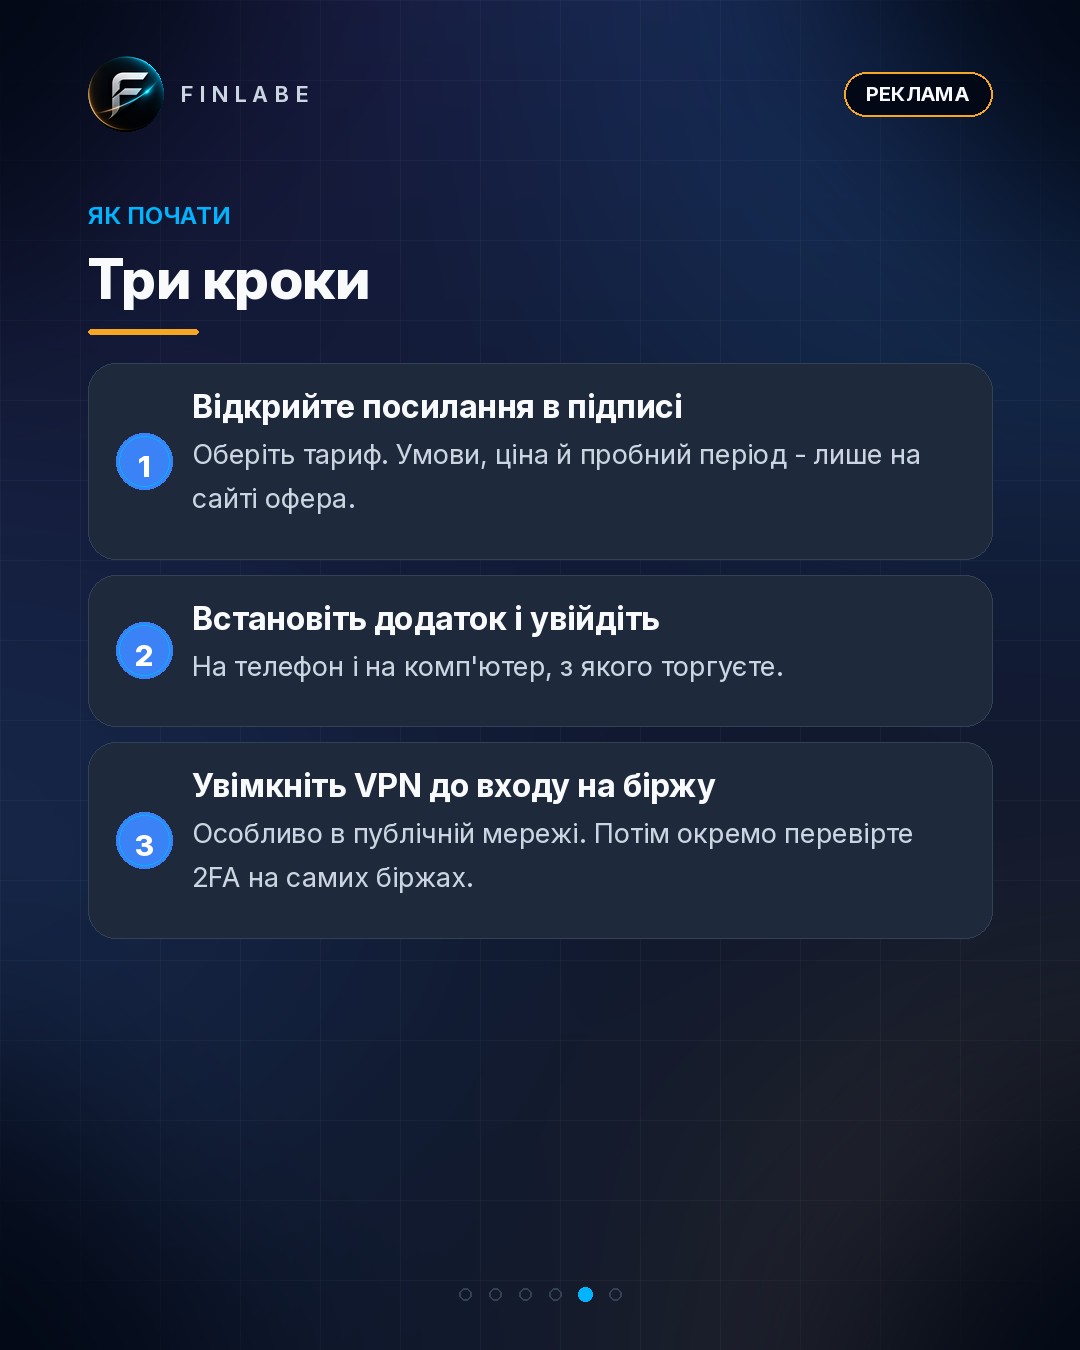 FINLABE
РЕКЛАМА
ЯК ПОЧАТИ
Три кроки
1
Відкрийте посилання в підписі
Оберіть тариф. Умови, ціна й пробний період - лише на
сайті офера.
2
Встановіть додаток і увійдіть
На телефон і на комп'ютер, з якого торгуєте.
3
Увімкніть VPN до входу на біржу
Особливо в публічній мережі. Потім окремо перевірте
2FA на самих біржах.